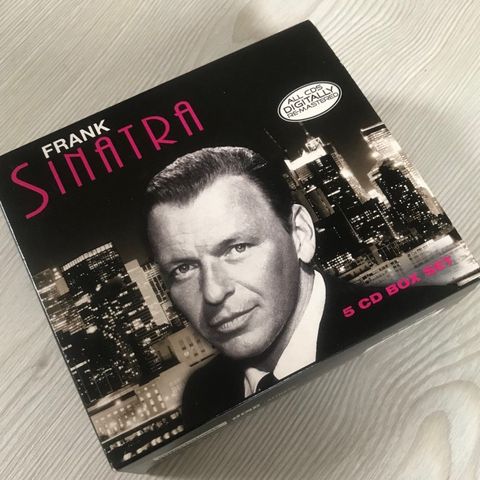 FRANK
SINATRA
ALL CDS
DIGITALLY
RE-MASTERED
5 CD BOX SET